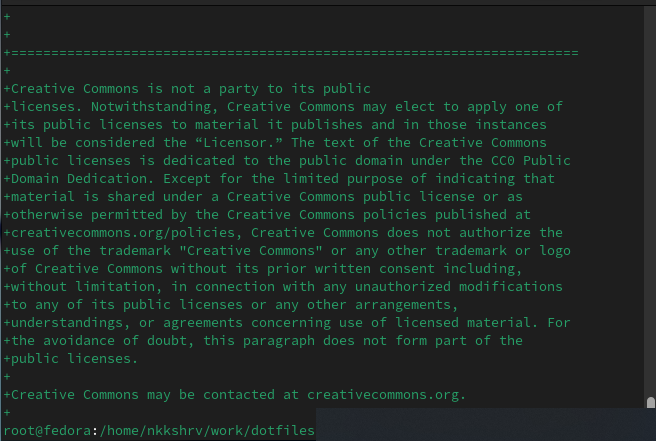 +
+
+=======================================================================
+
+Creative Commons is not a party to its public
+licenses. Notwithstanding, Creative Commons may elect to apply one of
+its public licenses to material it publishes and in those instances
+will be considered the “Licensor.” The text of the Creative Commons
+public licenses is dedicated to the public domain under the CC0 Public
+Domain Dedication. Except for the limited purpose of indicating that
+material is shared under a Creative Commons public license or as
+otherwise permitted by the Creative Commons policies published at
+creativecommons.org/policies, Creative Commons does not authorize the
+use of the trademark "Creative Commons" or any other trademark or logo
+of Creative Commons without its prior written consent including,
+without limitation, in connection with any unauthorized modifications
+to any of its public licenses or any other arrangements,
+understandings, or agreements concerning use of licensed material. For
+the avoidance of doubt, this paragraph does not form part of the
+public licenses.
+
+Creative Commons may be contacted at creativecommons.org.
+
root@fedora:/home/nkkshrv/work/dotfiles